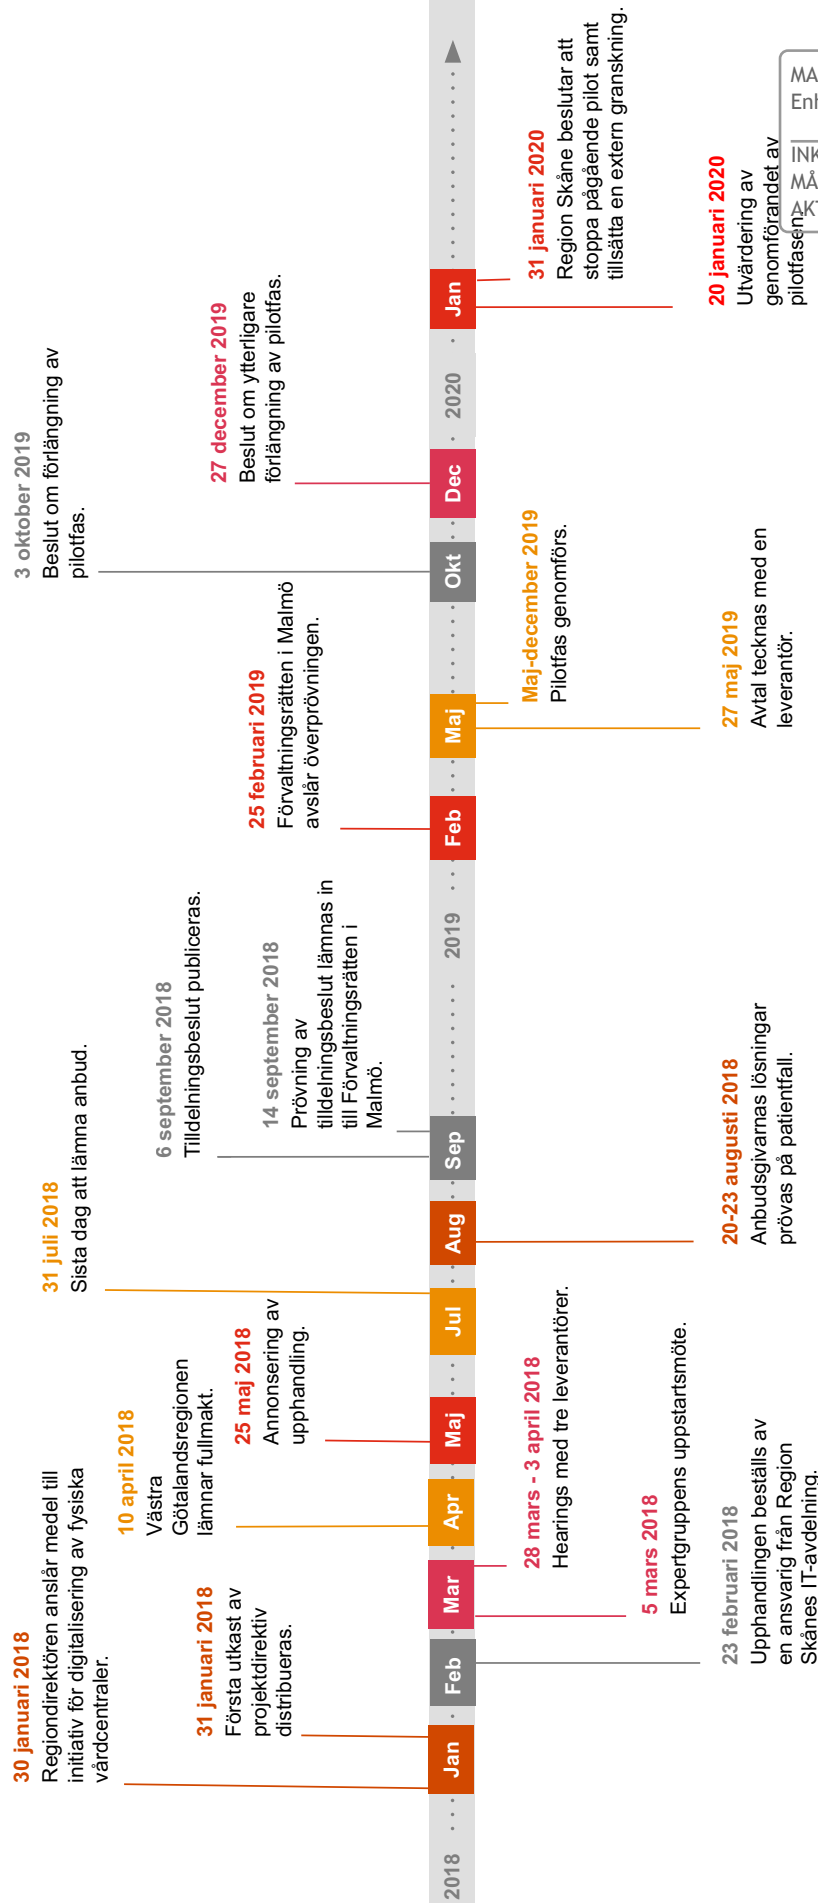 30 januari 2018
Regiondirektören anslår medel till
initiativ för digitalisering av fysiska
vårdcentraler.
31 januari 2018
Första utkast av
projektdirektiv
distribueras.
10 april 2018
Västra
Götalandsregionen
lämnar fullmakt.
25 maj 2018
Annonsering av
upphandling.
31 juli 2018
Sista dag att lämna anbud.
6 september 2018
Tilldelningsbeslut publiceras.
14 september 2018
Prövning av
tilldelningsbeslut lämnas in
till Förvaltningsrätten i
Malmö.
25 februari 2019
Förvaltningsrätten i Malmö
avslår överprövningen.
3 oktober 2019
Beslut om förlängning av
pilotfas.
27 december 2019
Beslut om ytterligare
förlängning av pilotfas.
2018
Jan
Feb
Mar
Apr
Maj
Jul
Aug
Sep
2019
Feb
Maj
Okt
Dec
2020
Jan
23 februari 2018
Upphandlingen beställs av
en ansvarig från Region
Skånes IT-avdelning.
5 mars 2018
Expertgruppens uppstartsmöte.
28 mars - 3 april 2018
Hearings med tre leverantörer.
20-23 augusti 2018
Anbudsgivarnas lösningar
prövas på patientfall.
27 maj 2019
Avtal tecknas med en
leverantör.
Maj-december 2019
Pilotfas genomförs.
20 januari 2020
Utvärdering av
genomförandet av
pilotfasen.
31 januari 2020
Region Skåne beslutar att
stoppa pågående pilot samt
tillsätta en extern granskning.
MA
Enh
INK
MÅ
AKT